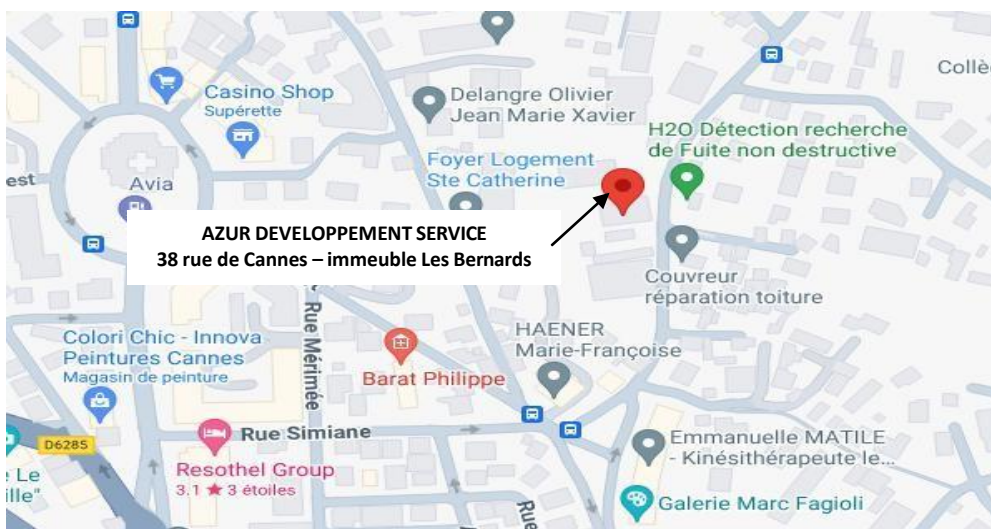 Casino Shop
Supérette
Delangre Olivier
Jean Marie Xavier
Collè
H2O Détection recherche
de Fuite non destructive
est
Avia
Foyer Logement
Ste Catherine
AZUR DEVELOPPEMENT SERVICE
38 rue de Cannes – immeuble Les Bernards
Couvreur
réparation toiture
Colori Chic - Innova
Peintures Cannes
Magasin de peinture
Rue Mérimée
HAENER
Marie-Françoise
Barat Philippe
D6285
Rue Simiane
Emmanuelle MATILE
- Kinésithérapeute le...
e Le
ille"
Resothel Group
3.1 ★ 3 étoiles
Rue
Galerie Marc Fagioli